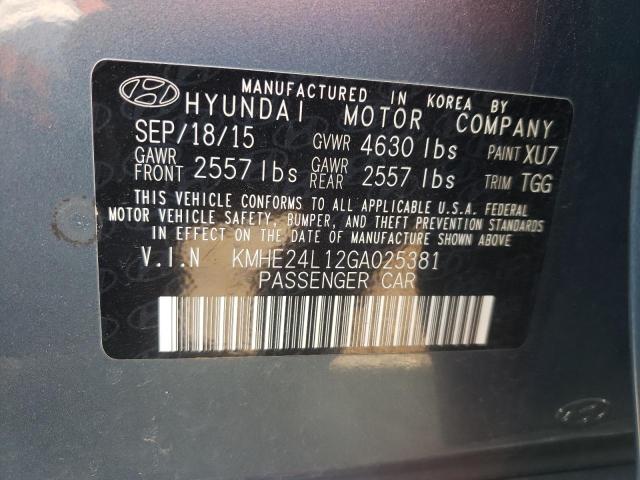 MANUFACTURED IN KOREA BY
HYUNDAI MOTOR COMPANY
SEP/18/15 GVWR 4630 lbs PAINT XU7
GAWR FRONT 2557 lbs GAWR REAR 2557 lbs TRIM TGG
THIS VEHICLE CONFORMS TO ALL APPLICABLE U.S.A. FEDERAL
MOTOR VEHICLE SAFETY, BUMPER, AND THEFT PREVENTION STANDARDS
IN EFFECT ON THE DATE OF MANUFACTURE SHOWN ABOVE.
V.I.N KMHE24L12GA025381
PASSENGER CAR